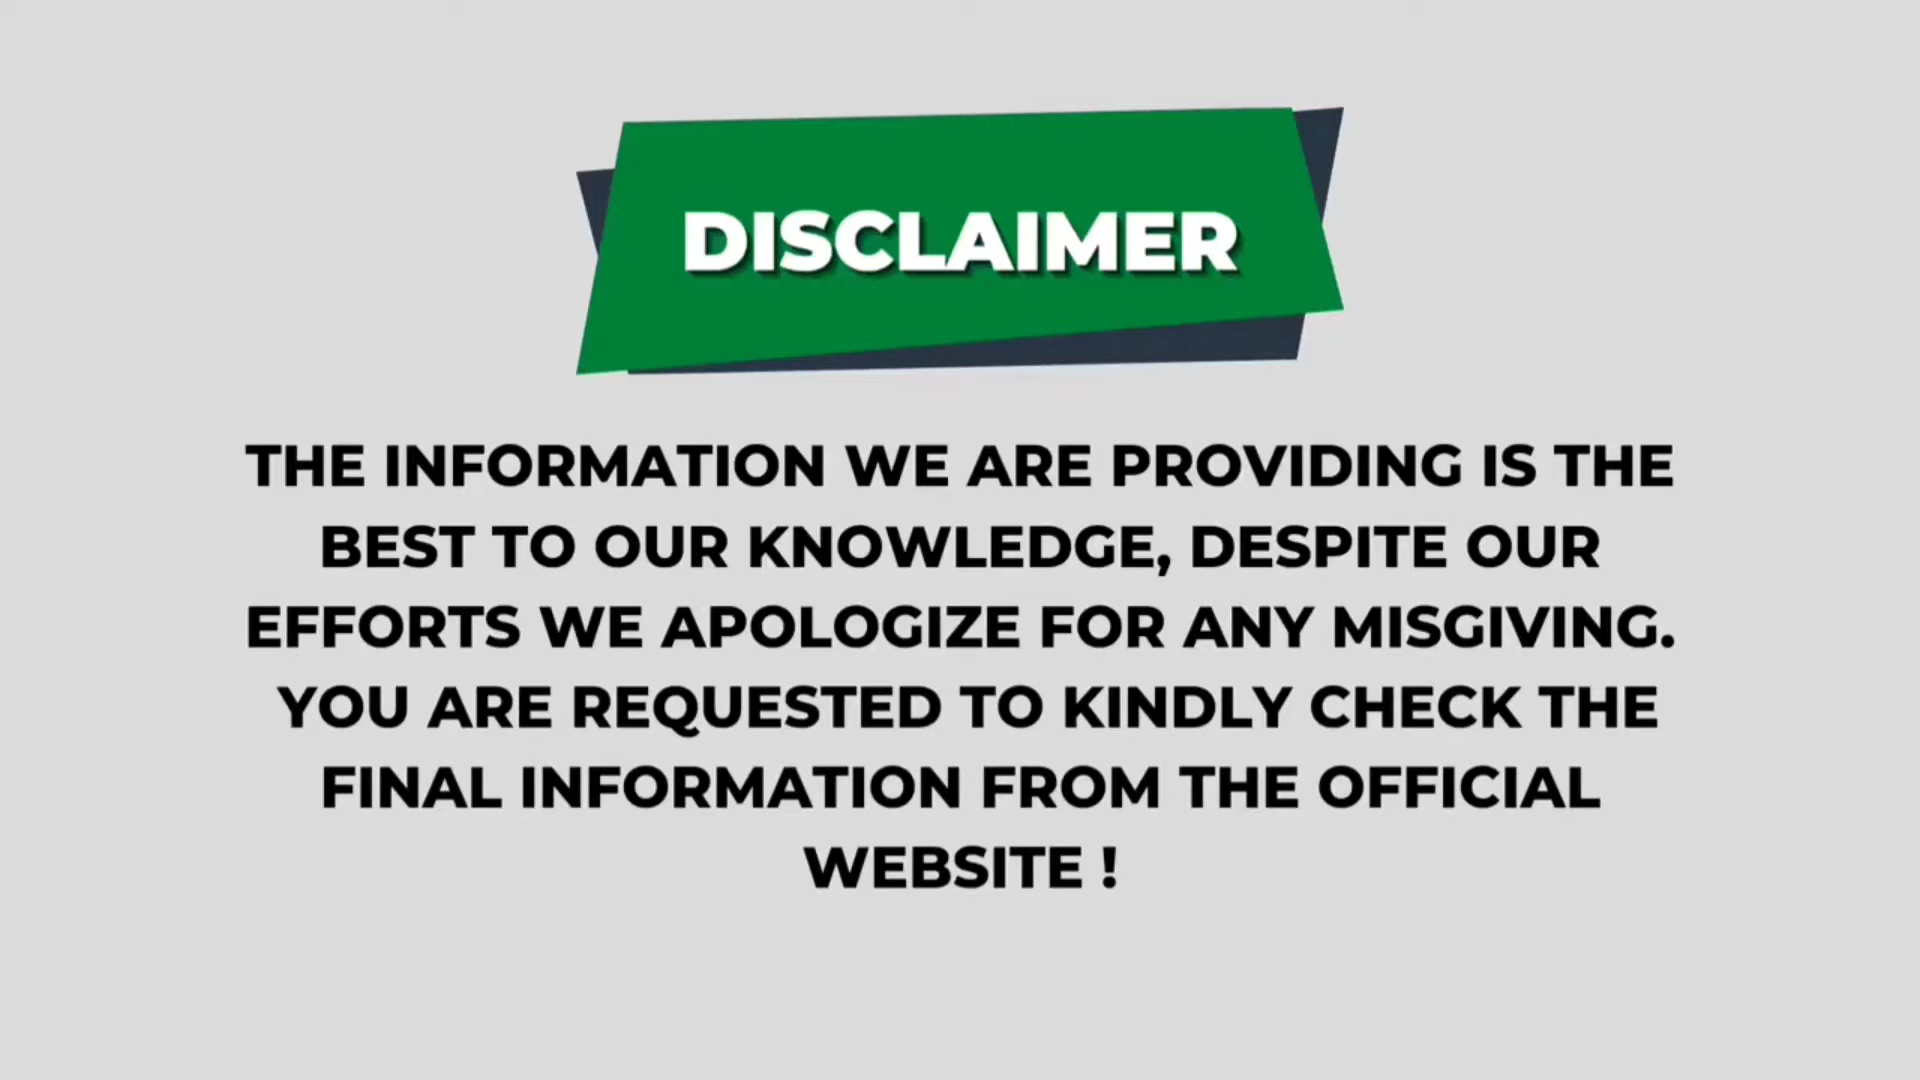 DISCLAIMER
THE INFORMATION WE ARE PROVIDING IS THE
BEST TO OUR KNOWLEDGE, DESPITE OUR
EFFORTS WE APOLOGIZE FOR ANY MISGIVING.
YOU ARE REQUESTED TO KINDLY CHECK THE
FINAL INFORMATION FROM THE OFFICIAL
WEBSITE !